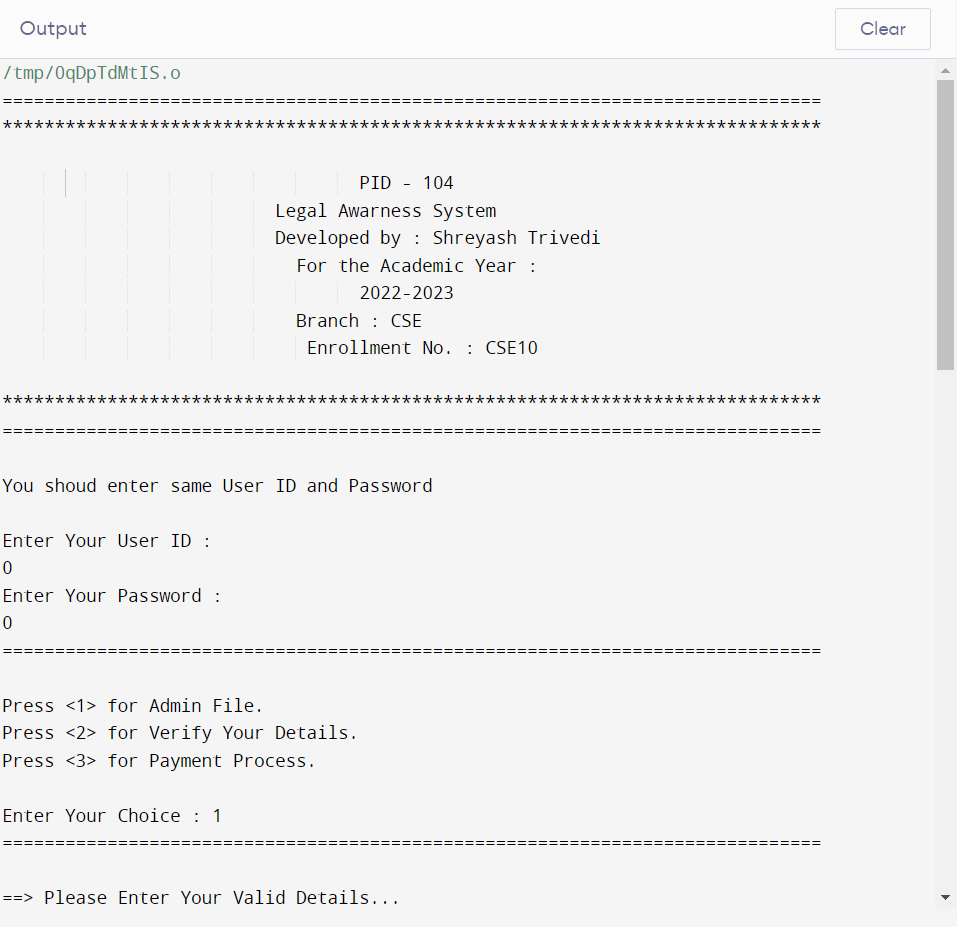 Output
Clear
/tmp/0qDpTdMtIS.o
==============================================================================
******************************************************************************
PID - 104
Legal Awarness System
Developed by : Shreyash Trivedi
For the Academic Year :
2022-2023
Branch : CSE
Enrollment No. : CSE10
******************************************************************************
==============================================================================
You shoud enter same User ID and Password
Enter Your User ID :
0
Enter Your Password :
0
==============================================================================
Press <1> for Admin File.
Press <2> for Verify Your Details.
Press <3> for Payment Process.
Enter Your Choice : 1
==============================================================================
==> Please Enter Your Valid Details...